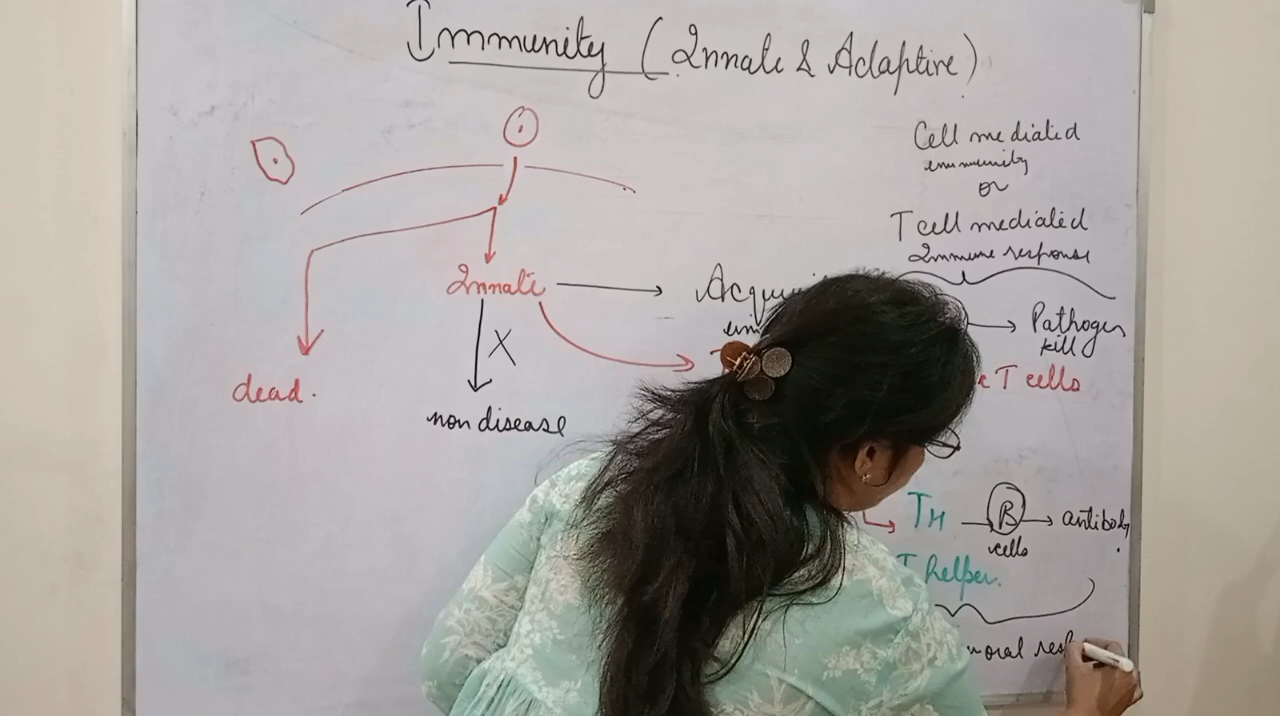 Immunity (Innate & Adaptive)
Cell mediated
immunity
or
T cell mediated
Immune response
Innate
Pathogen
kill
T cells
dead.
X
non disease
TH
B
cells
antibody
T helper.